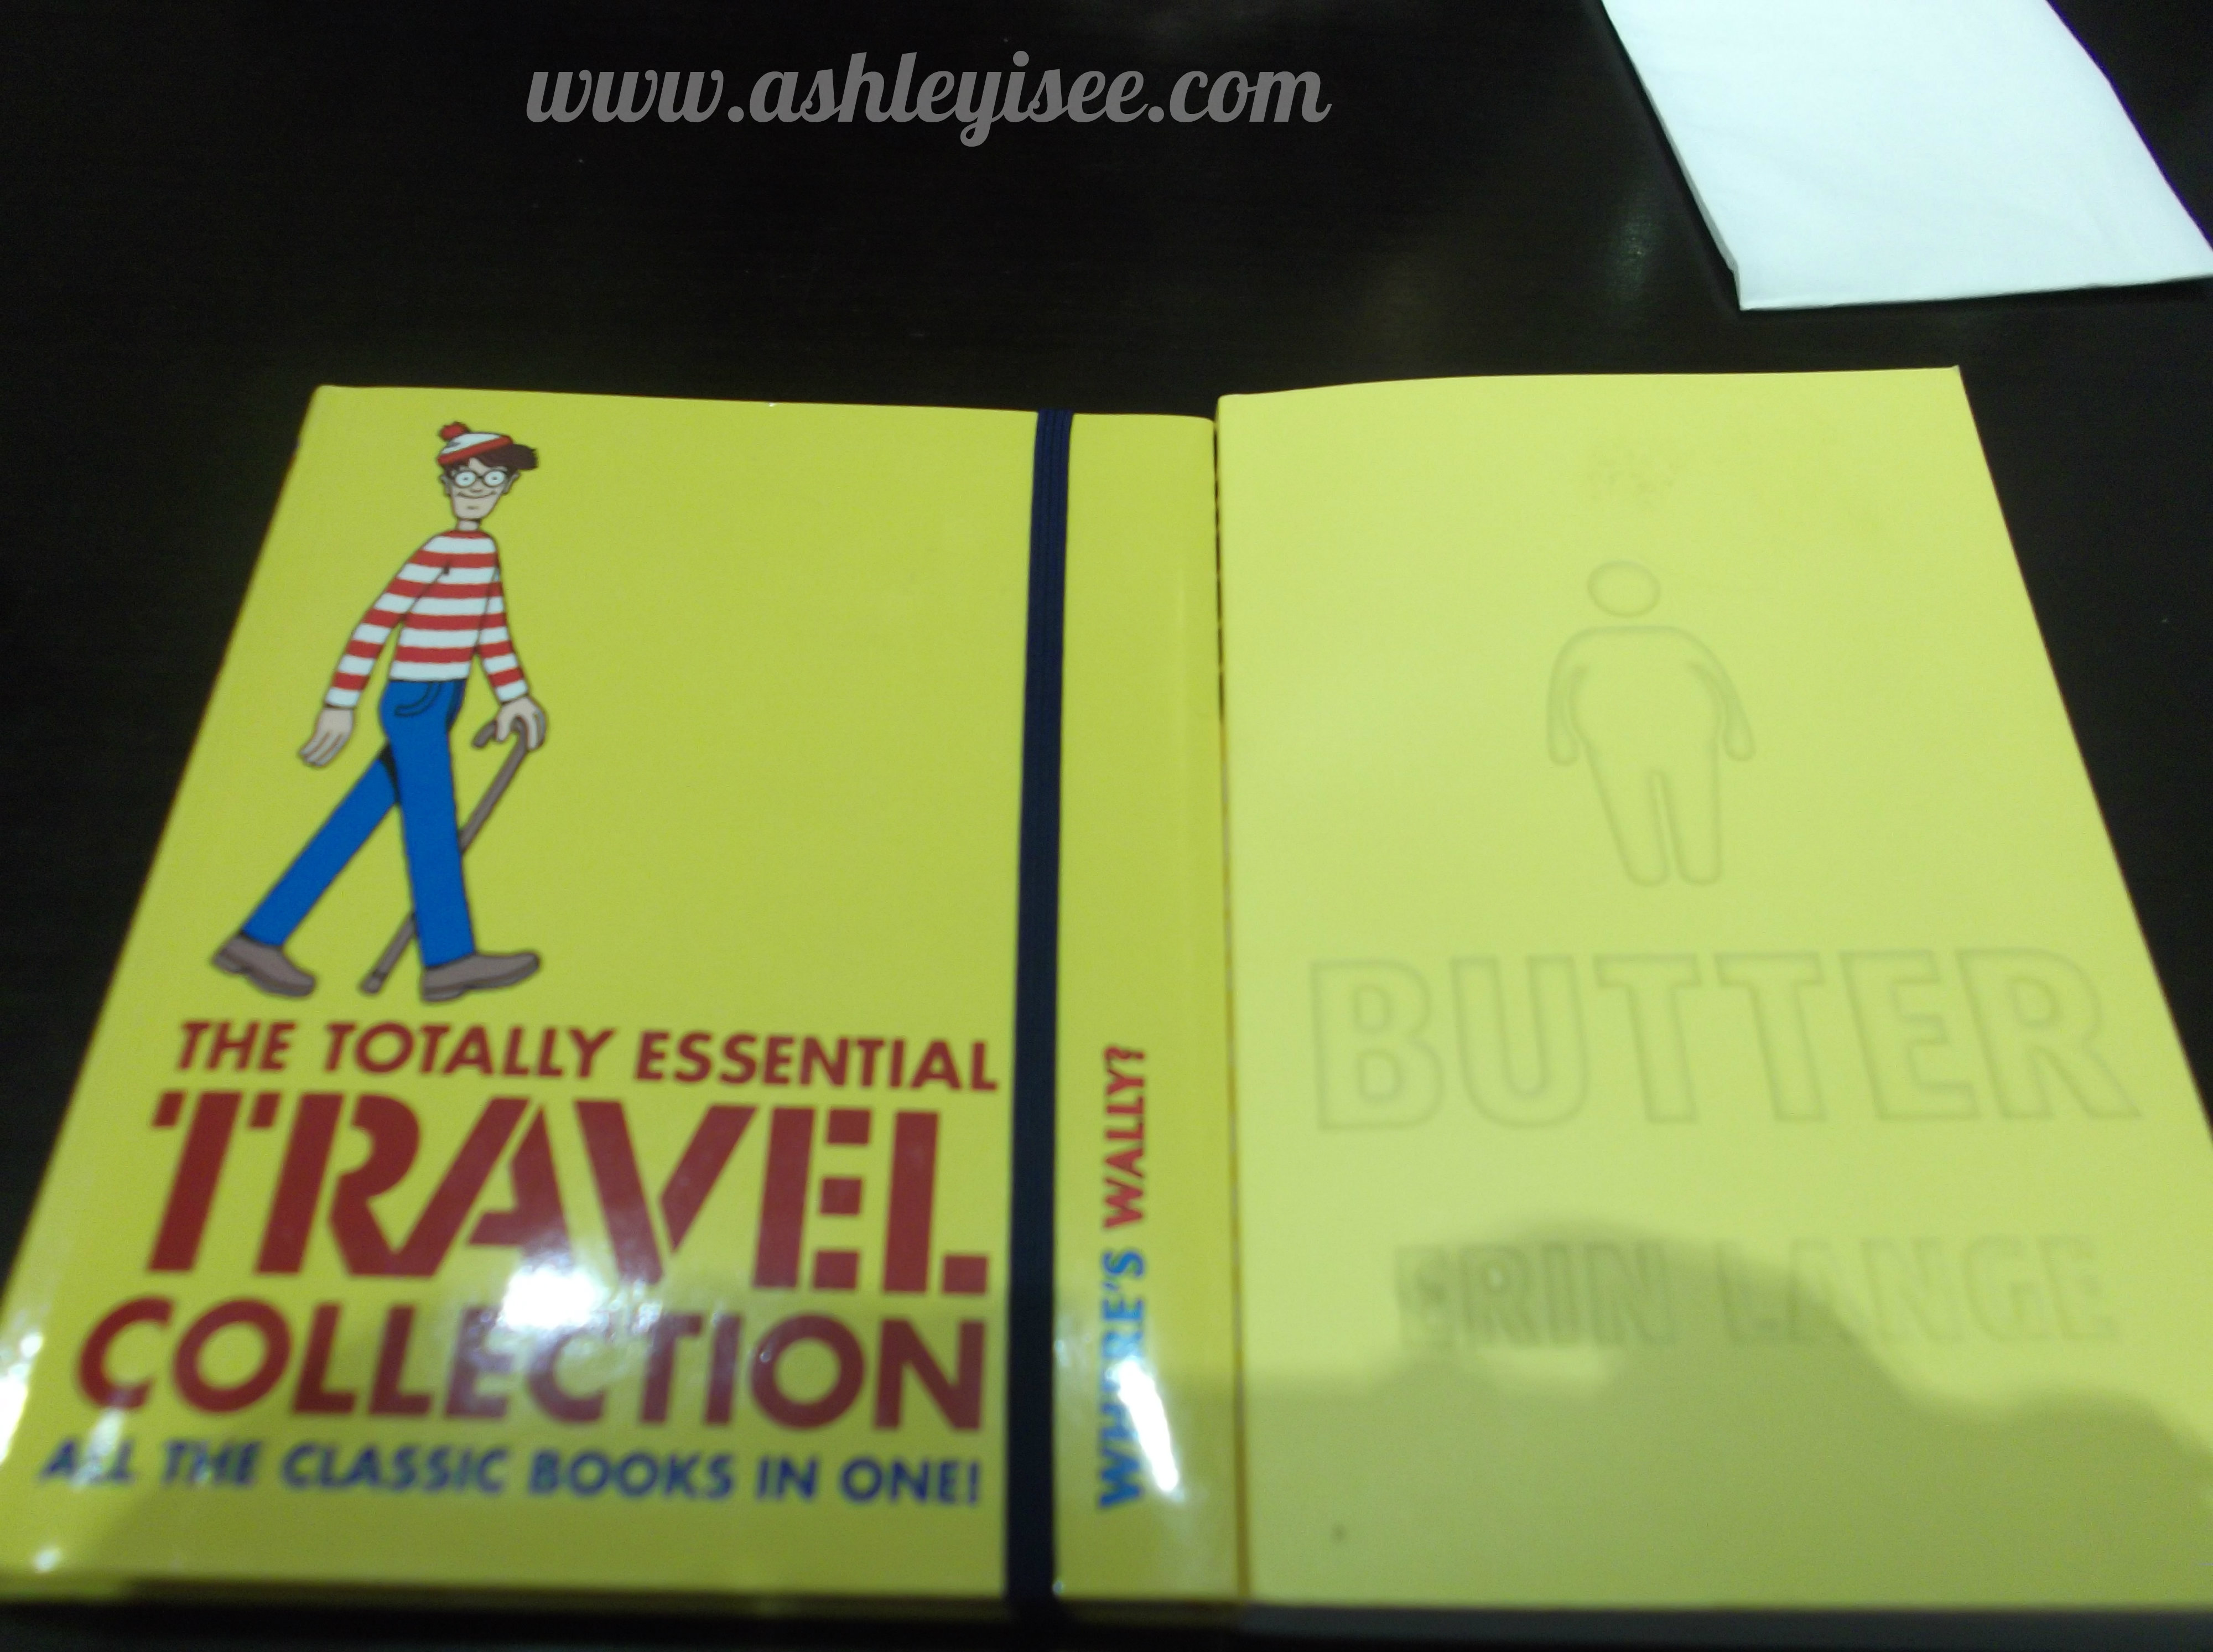 www.ashleyisee.com
THE TOTALLY ESSENTIAL
TRAVEL
COLLECTION
ALL THE CLASSIC BOOKS IN ONE!
WHERE'S WALLY?
BUTTER
ERIN LANGE